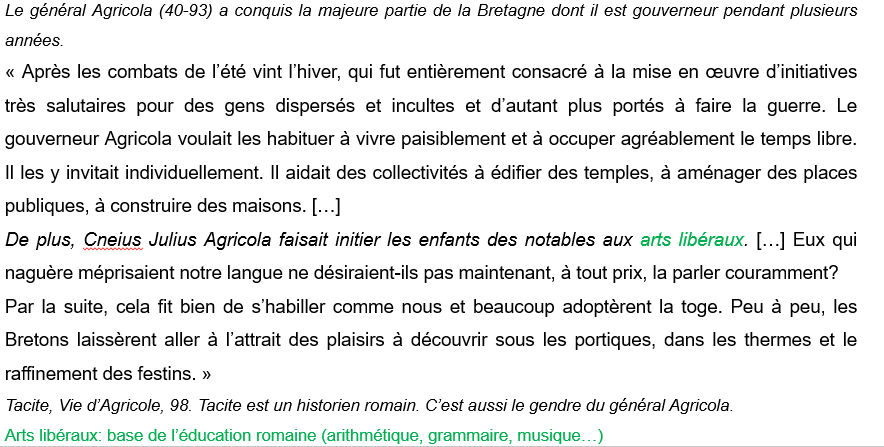 Le général Agricola (40-93) a conquis la majeure partie de la Bretagne dont il est gouverneur pendant plusieurs
années.
« Après les combats de l’été vint l’hiver, qui fut entièrement consacré à la mise en œuvre d’initiatives
très salutaires pour des gens dispersés et incultes et d’autant plus portés à faire la guerre. Le
gouverneur Agricola voulait les habituer à vivre paisiblement et à occuper agréablement le temps libre.
Il les y invitait individuellement. Il aidait des collectivités à édifier des temples, à aménager des places
publiques, à construire des maisons. […]
De plus, Cneius Julius Agricola faisait initier les enfants des notables aux arts libéraux. […] Eux qui
naguère méprisaient notre langue ne désiraient-ils pas maintenant, à tout prix, la parler couramment?
Par la suite, cela fit bien de s’habiller comme nous et beaucoup adoptèrent la toge. Peu à peu, les
Bretons laissèrent aller à l’attrait des plaisirs à découvrir sous les portiques, dans les thermes et le
raffinement des festins. »
Tacite, Vie d’Agricole, 98. Tacite est un historien romain. C’est aussi le gendre du général Agricola.
Arts libéraux: base de l’éducation romaine (arithmétique, grammaire, musique…)